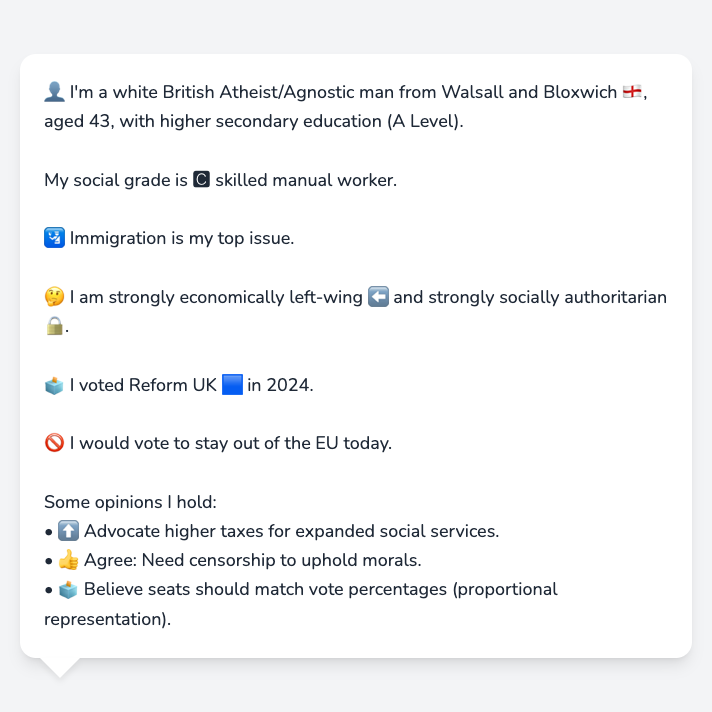 👤 I'm a white British Atheist/Agnostic man from Walsall and Bloxwich 🏴󠁧󠁢󠁥󠁮󠁧󠁿,
aged 43, with higher secondary education (A Level).
My social grade is 🅲 skilled manual worker.
🛂 Immigration is my top issue.
🤔 I am strongly economically left-wing ⬅️ and strongly socially authoritarian
🔒.
🗳️ I voted Reform UK 🟦 in 2024.
🚫 I would vote to stay out of the EU today.
Some opinions I hold:
• ⬆️ Advocate higher taxes for expanded social services.
• 👍 Agree: Need censorship to uphold morals.
• 🗳️ Believe seats should match vote percentages (proportional
representation).